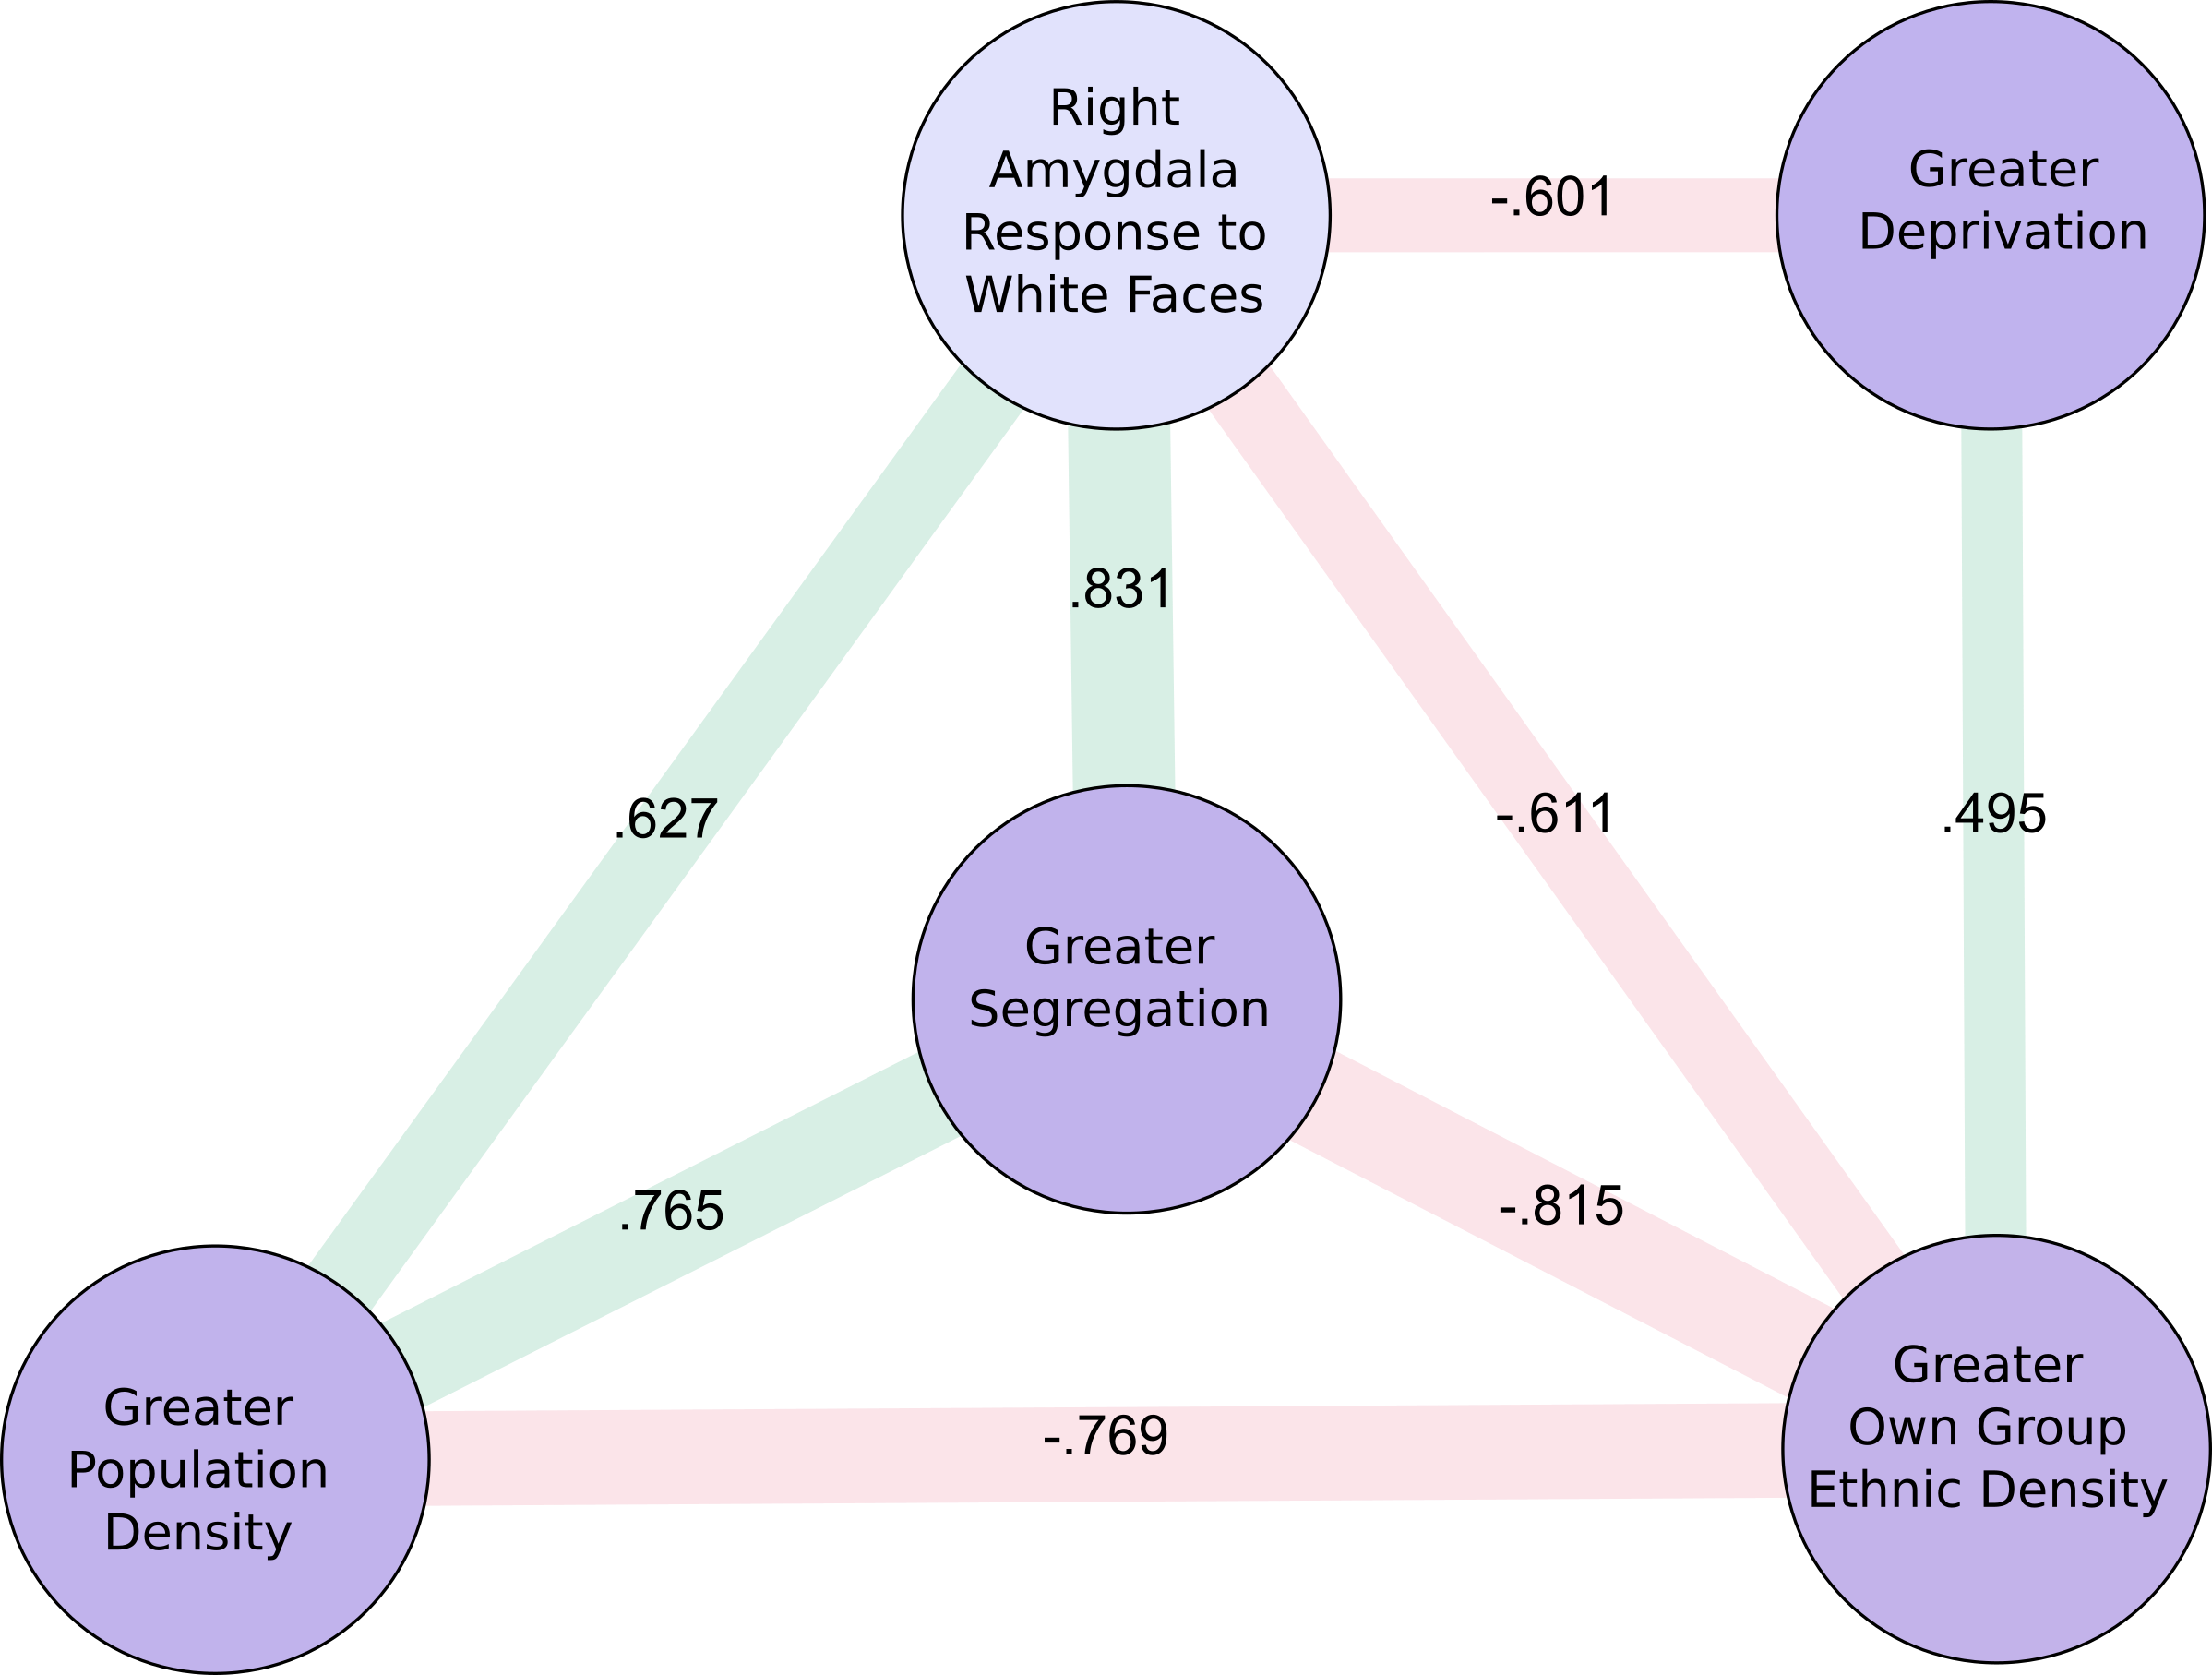 Right
Amygdala
Response to
White Faces
Greater
Deprivation
-.601
.831
.627
-.611
.495
Greater
Segregation
.765
-.815
Greater
Population
Density
-.769
Greater
Own Group
Ethnic Density